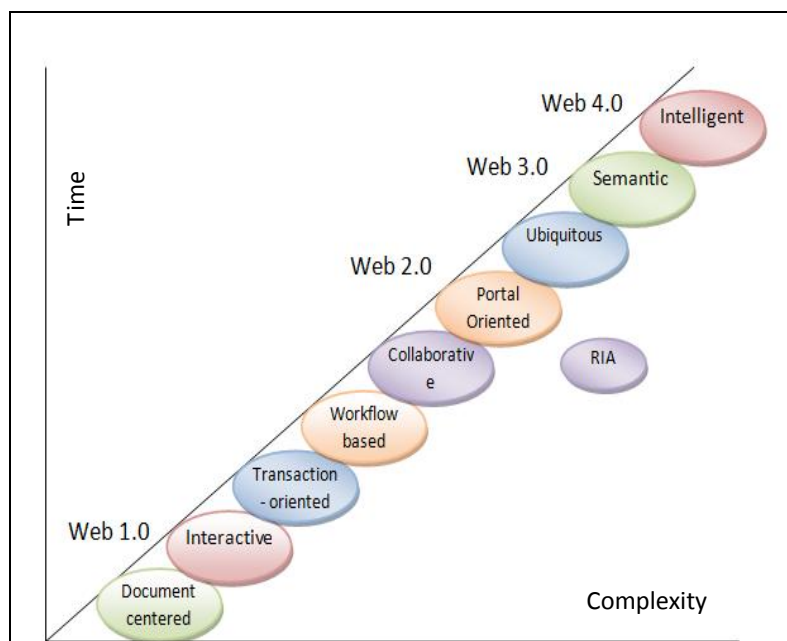 Web 4.0
Intelligent
Web 3.0
Semantic
Time
Ubiquitous
Web 2.0
Portal
Oriented
Collaborativ
e
RIA
Workflow
based
Transaction
- oriented
Web 1.0
Interactive
Document
centered
Complexity